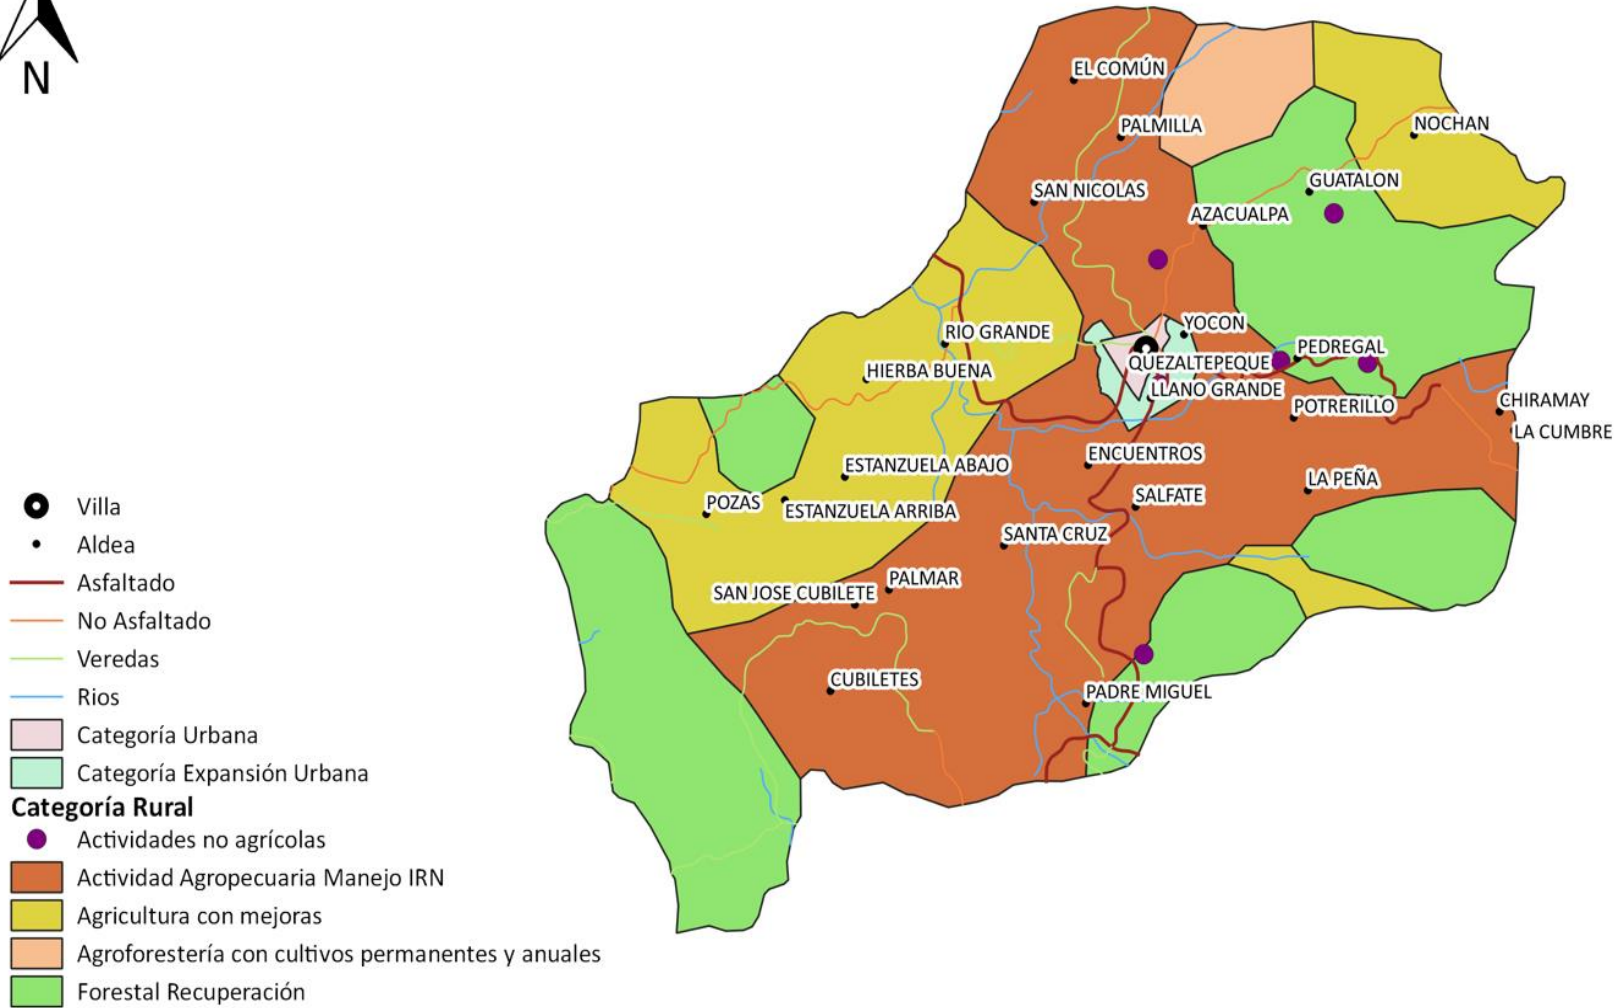 N
EL COMÚN
PALMILLA
NOCHAN
SAN NICOLAS
GUATALON
AZACUALPA
RIO GRANDE
YOCON
HIERBA BUENA
QUEZALTEPEQUE
PEDREGAL
LLANO GRANDE
POTRERILLO
CHIRAMAY
LA CUMBRE
ESTANZUELA ABAJO
ENCUENTROS
LA PEÑA
POZAS
ESTANZUELA ARRIBA
SALFATE
SANTA CRUZ
SAN JOSE CUBILETE
PALMAR
CUBILETES
PADRE MIGUEL
Villa
Aldea
Asfaltado
No Asfaltado
Veredas
Rios
Categoría Urbana
Categoría Expansión Urbana
Categoría Rural
Actividades no agrícolas
Actividad Agropecuaria Manejo IRN
Agricultura con mejoras
Agroforestería con cultivos permanentes y anuales
Forestal Recuperación